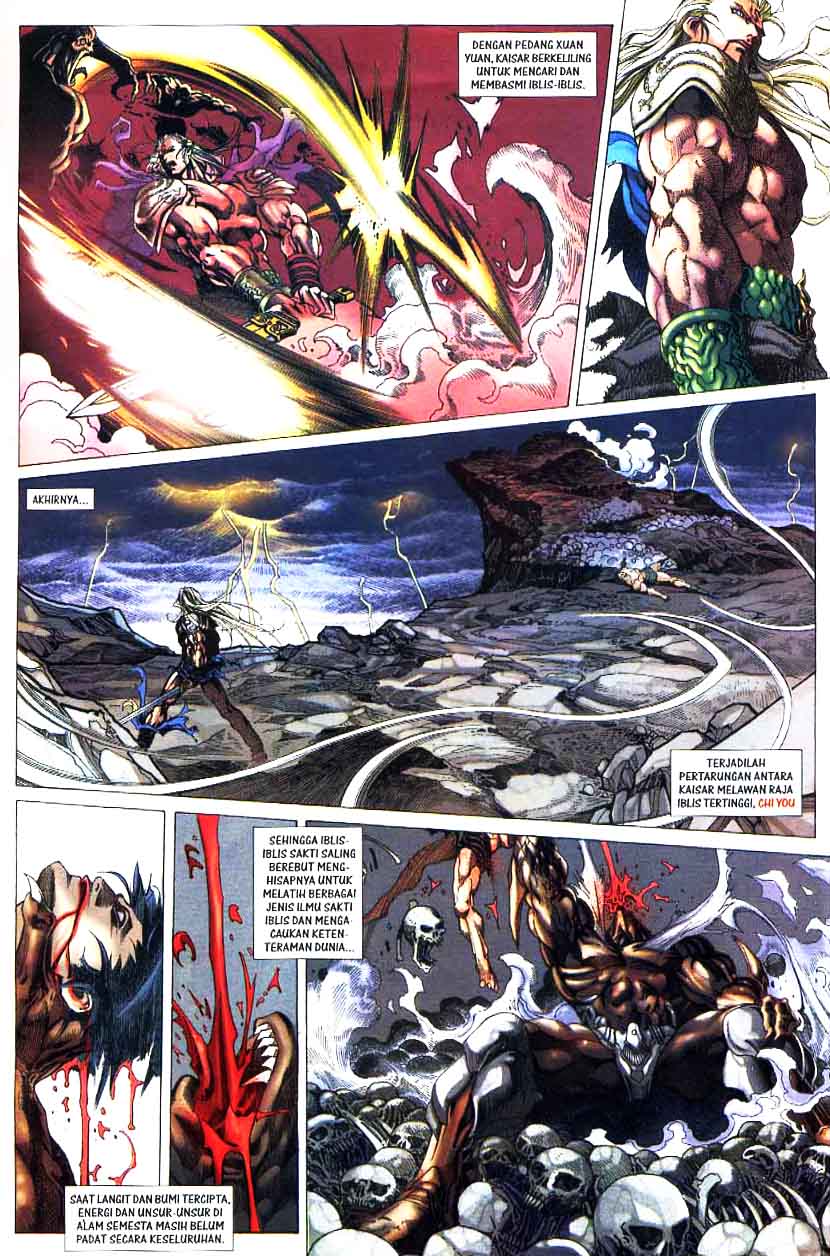 DENGAN PEDANG XUAN
YUAN, KAISAR BERKELILING
UNTUK MENCARI DAN
MEMBASMI IBLIS-IBLIS.
AKHIRNYA...
TERJADILAH
PERTARUNGAN ANTARA
KAISAR MELAWAN RAJA
IBLIS TERTINGGI, CHI YOU
SAAT LANGIT DAN BUMI TERCIPTA,
ENERGI DAN UNSUR-UNSUR DI
ALAM SEMESTA MASIH BELUM
PADAT SECARA KESELURUHAN.
SEHINGGA IBLIS-
IBLIS SAKTI SALING
BEREBUT MENG-
HISAPNYA UNTUK
MELATIH BERBAGAI
JENIS ILMU SAKTI
IBLIS DAN MENGA-
CAUKAN KETEN-
TERAMAN DUNIA...